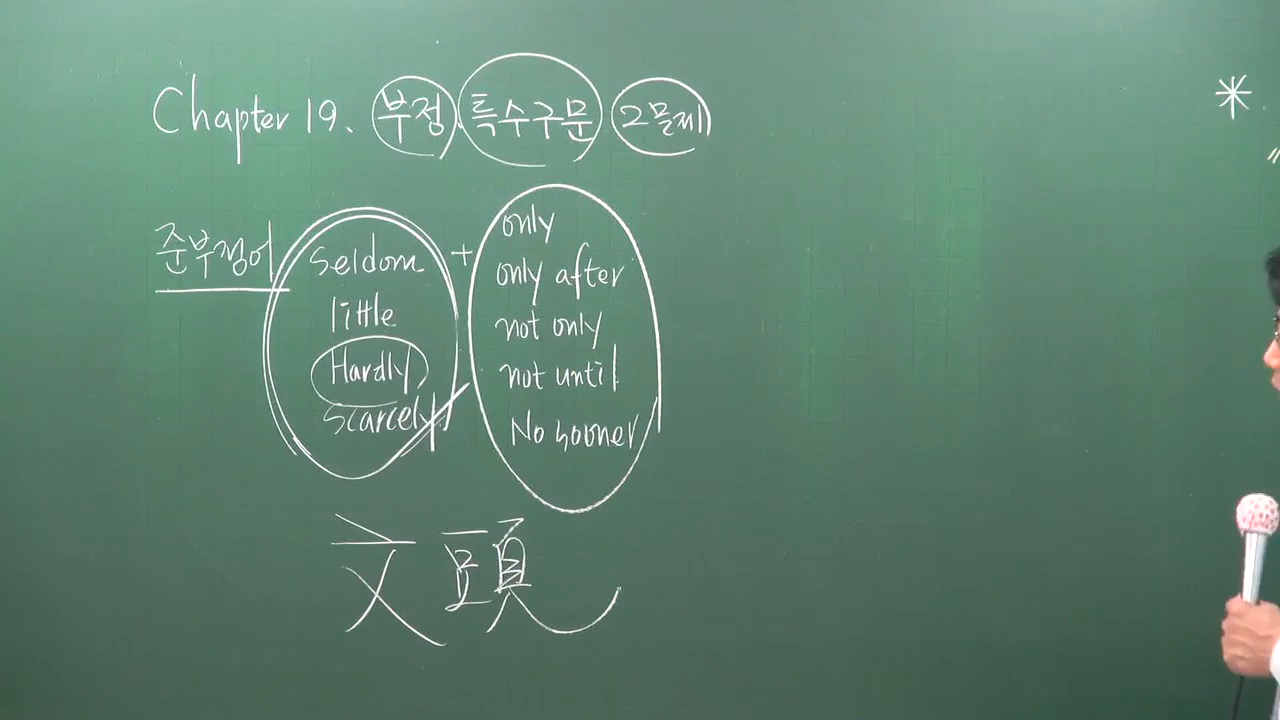 Chapter 19. 부정. 특수구문 2문제
준부정어 seldom + only
little only after
Hardly not only
scarcely not until
No sooner
文頭
*
"